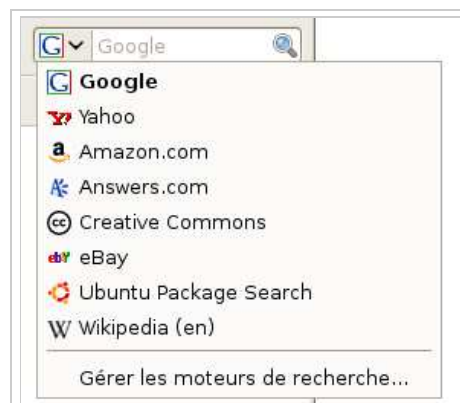 Google
Google
Yahoo
Amazon.com
Answers.com
Creative Commons
eBay
Ubuntu Package Search
Wikipedia (en)
Gérer les moteurs de recherche...